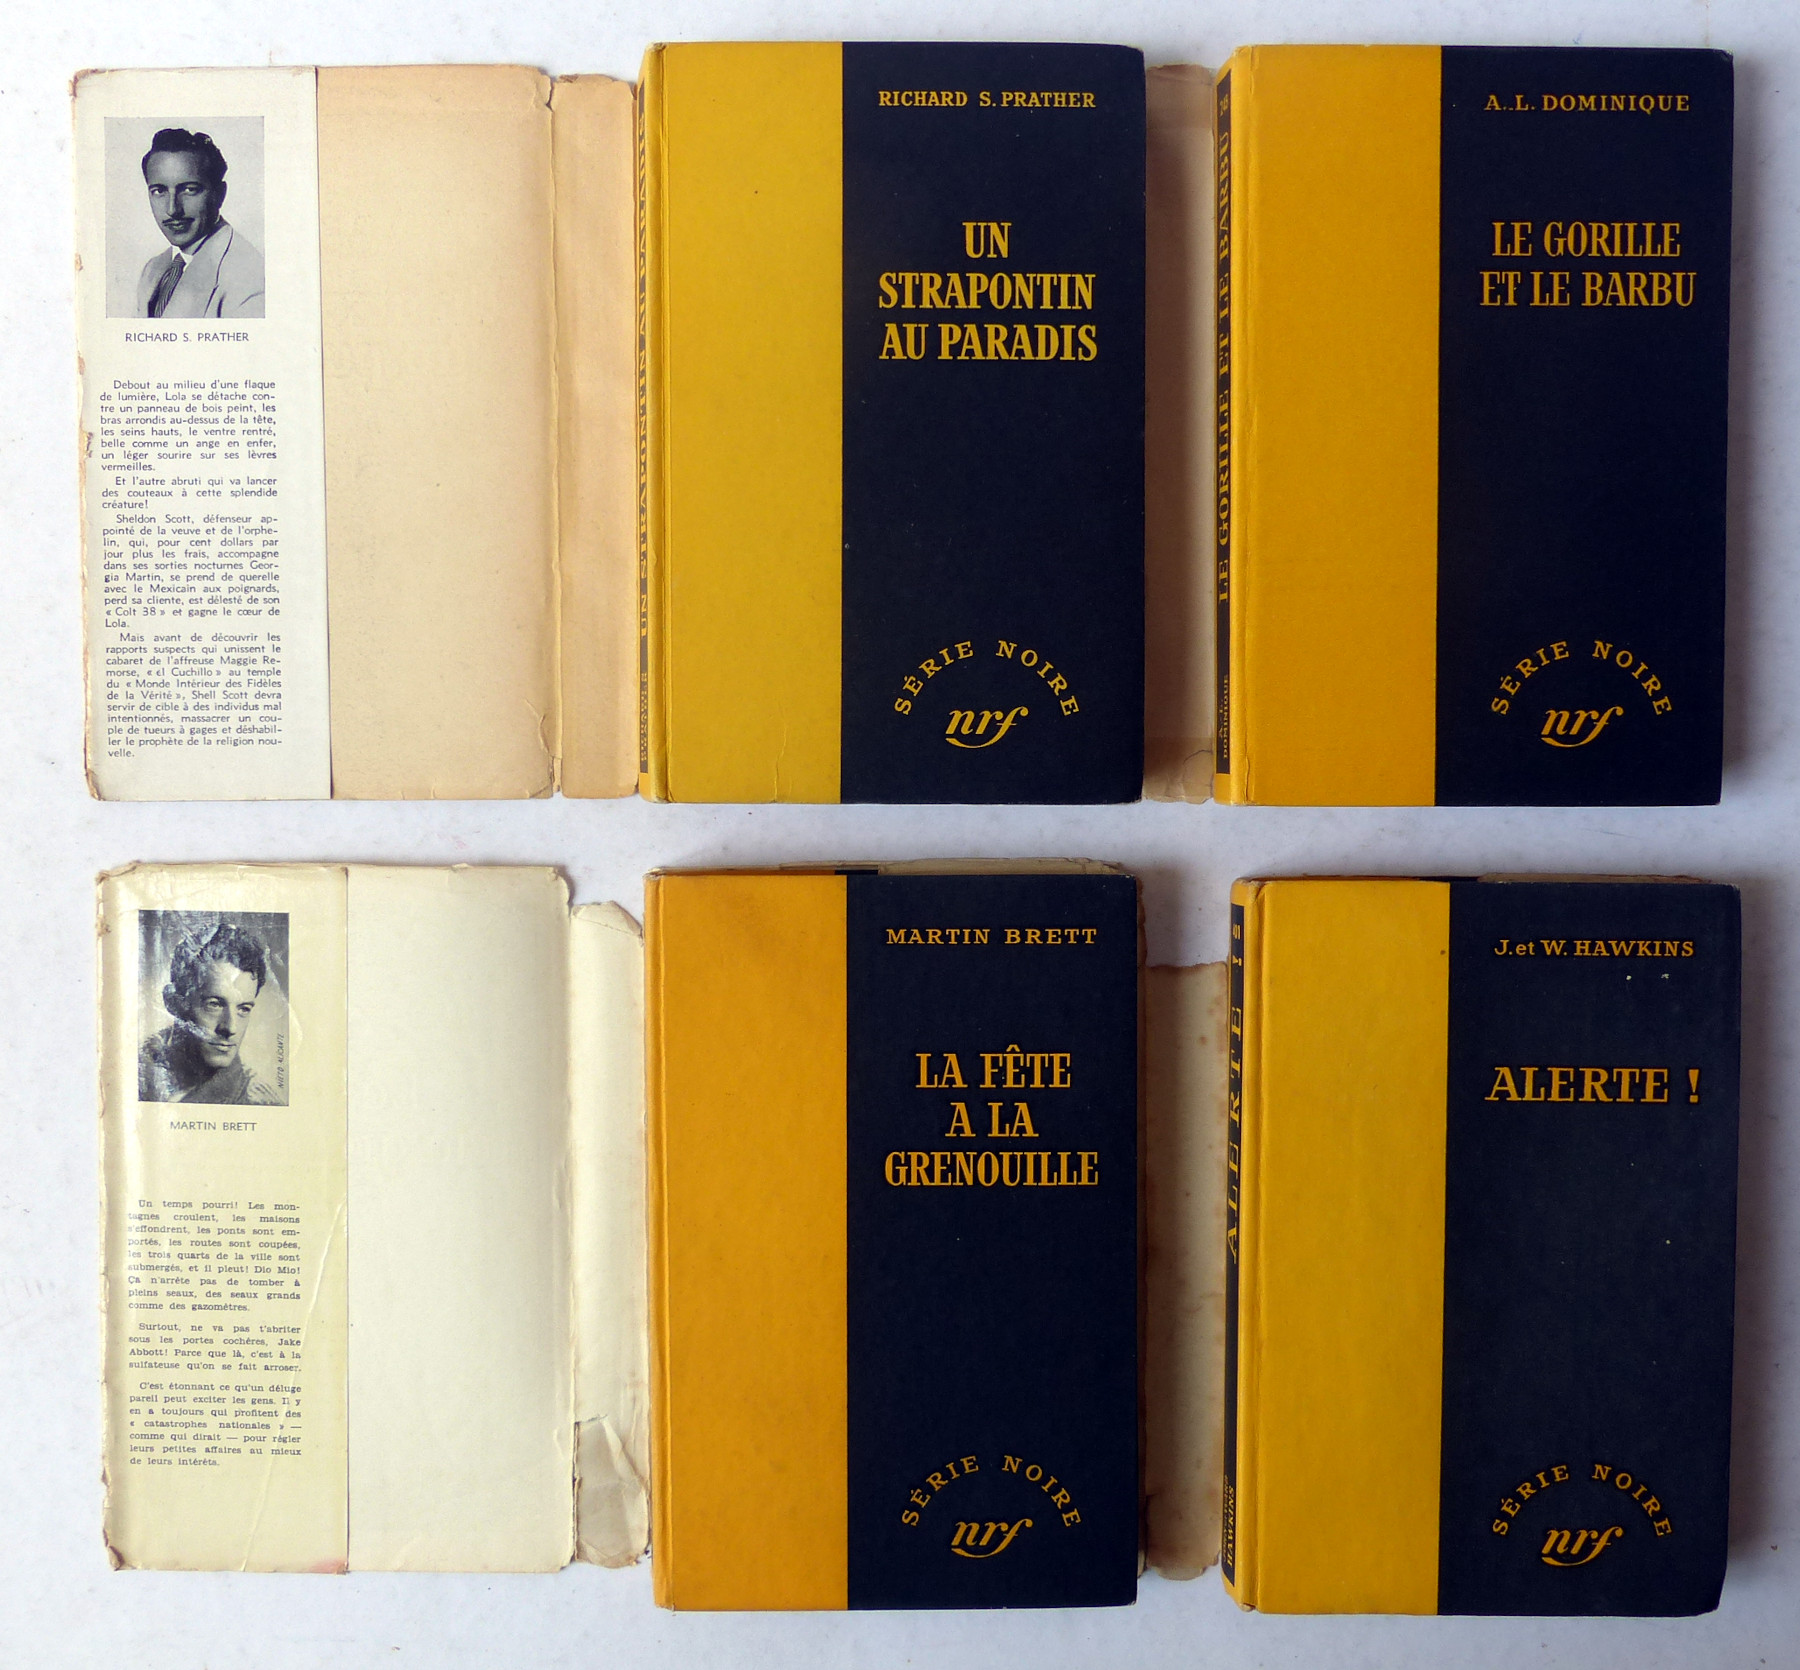 RICHARD S. PRATHER
Debout au milieu d'une flaque
de lumière, Lola se détache con-
tre un panneau de bois peint, les
bras arrondis au-dessus de la tête,
les seins hauts, le ventre rentré,
belle comme un ange en enfer,
un léger sourire sur ses lèvres
vermeilles.
Et l'autre abruti qui va lancer
des couteaux à cette splendide
créature!
Sheldon Scott, défenseur ap-
pointé de la veuve et de l'orphe-
lin, qui, pour cent dollars par
jour plus les frais, accompagne
dans ses sorties nocturnes Geor-
gia Martin, se prend de querelle
avec le Mexicain aux poignards,
perd sa cliente, est délesté de son
« Colt 38 » et gagne le cœur de
Lola.
Mais avant de découvrir les
rapports suspects qui unissent le
cabaret de l'affreuse Maggie Re-
morse, « el Cuchillo » au temple
du « Monde Intérieur des Fidèles
de la Vérité », Shell Scott devra
servir de cible à des individus mal
intentionnés, massacrer un cou-
ple de tueurs à gages et déshabil-
ler le prophète de la religion nou-
velle.
UN STRAPONTIN AU PARADIS
RICHARD S. PRATHER
UN
STRAPONTIN
AU PARADIS
SÉRIE NOIRE
nrf
A.-L. DOMINIQUE
LE GORILLE ET LE BARBU
A.-L. DOMINIQUE
LE GORILLE
ET LE BARBU
SÉRIE NOIRE
nrf
NIETO ALICANTE
MARTIN BRETT
Un temps pourri! Les mon-
tagnes croulent, les maisons
s'effondrent, les ponts sont em-
portés, les routes sont coupées,
les trois quarts de la ville sont
submergés, et il pleut! Dio Mio!
Ça n'arrête pas de tomber à
pleins seaux, des seaux grands
comme des gazomètres.
Surtout, ne va pas t'abriter
sous les portes cochères, Jake
Abbott! Parce que là, c'est à la
sulfateuse qu'on se fait arroser.
C'est étonnant ce qu'un déluge
pareil peut exciter les gens. Il y
en a toujours qui profitent des
« catastrophes nationales » —
comme qui dirait — pour régler
leurs petites affaires au mieux
de leurs intérêts.
MARTIN BRETT
LA FÊTE
A LA
GRENOUILLE
SÉRIE NOIRE
nrf
HAWKINS
ALERTE !
J. et W. HAWKINS
ALERTE !
SÉRIE NOIRE
nrf